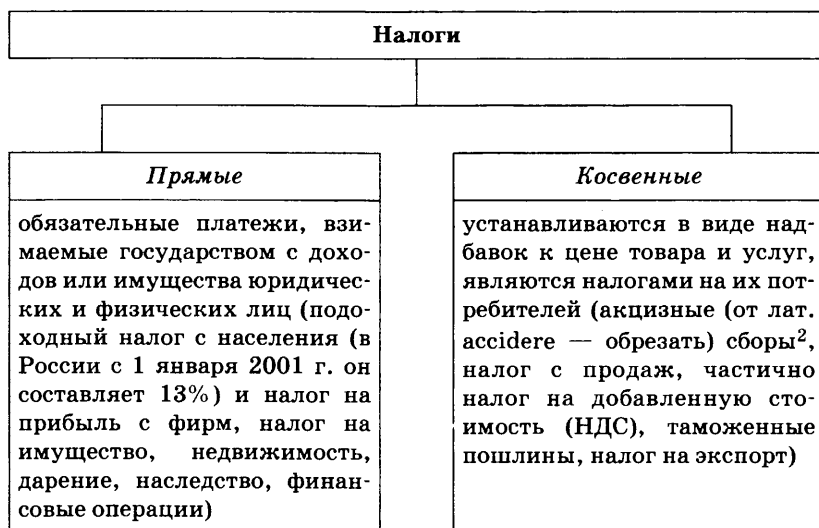 Налоги
Прямые
обязательные платежи, взи-
маемые государством с дохо-
дов или имущества юридичес-
ких и физических лиц (подо-
ходный налог с населения (в
России с 1 января 2001 г. он
составляет 13%) и налог на
прибыль с фирм, налог на
имущество, недвижимость,
дарение, наследство, финан-
совые операции)
Косвенные
устанавливаются в виде над-
бавок к цене товара и услуг,
являются налогами на их пот-
ребителей (акцизные (от лат.
accidere — обрезать) сборы², 
налог с продаж, частично
налог на добавленную сто-
имость (НДС), таможенные
пошлины, налог на экспорт)